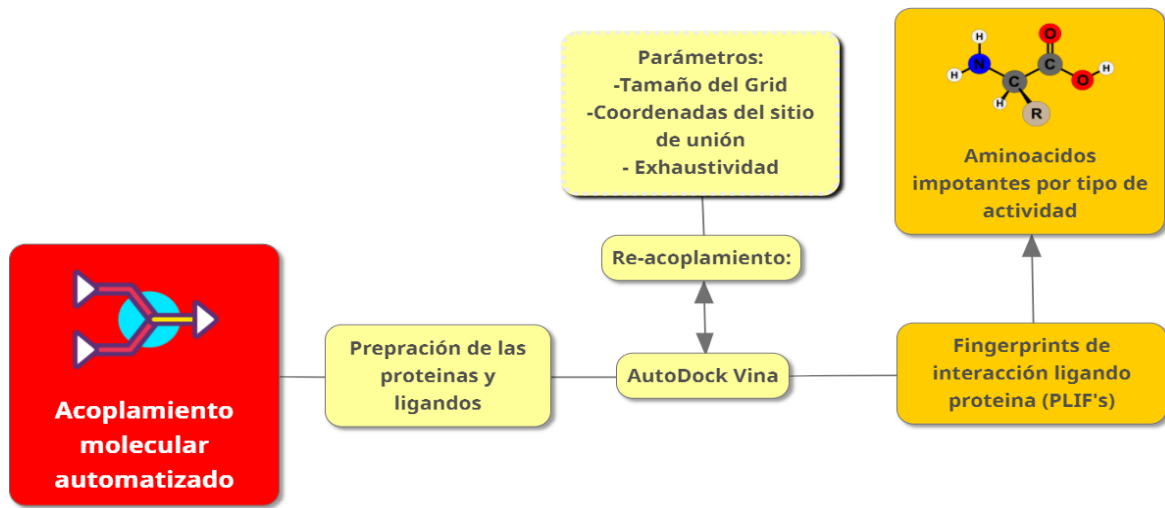 Parámetros:
-Tamaño del Grid
-Coordenadas del sitio
de unión
- Exhaustividad
H
O
N
C
C
H
H
O
H
R
Aminoacidos
impotantes por tipo de
actividad
Re-acoplamiento:
Acoplamiento
molecular
automatizado
Prepración de las
proteinas y
ligandos
AutoDock Vina
Fingerprints de
interacción ligando
proteina (PLIF's)